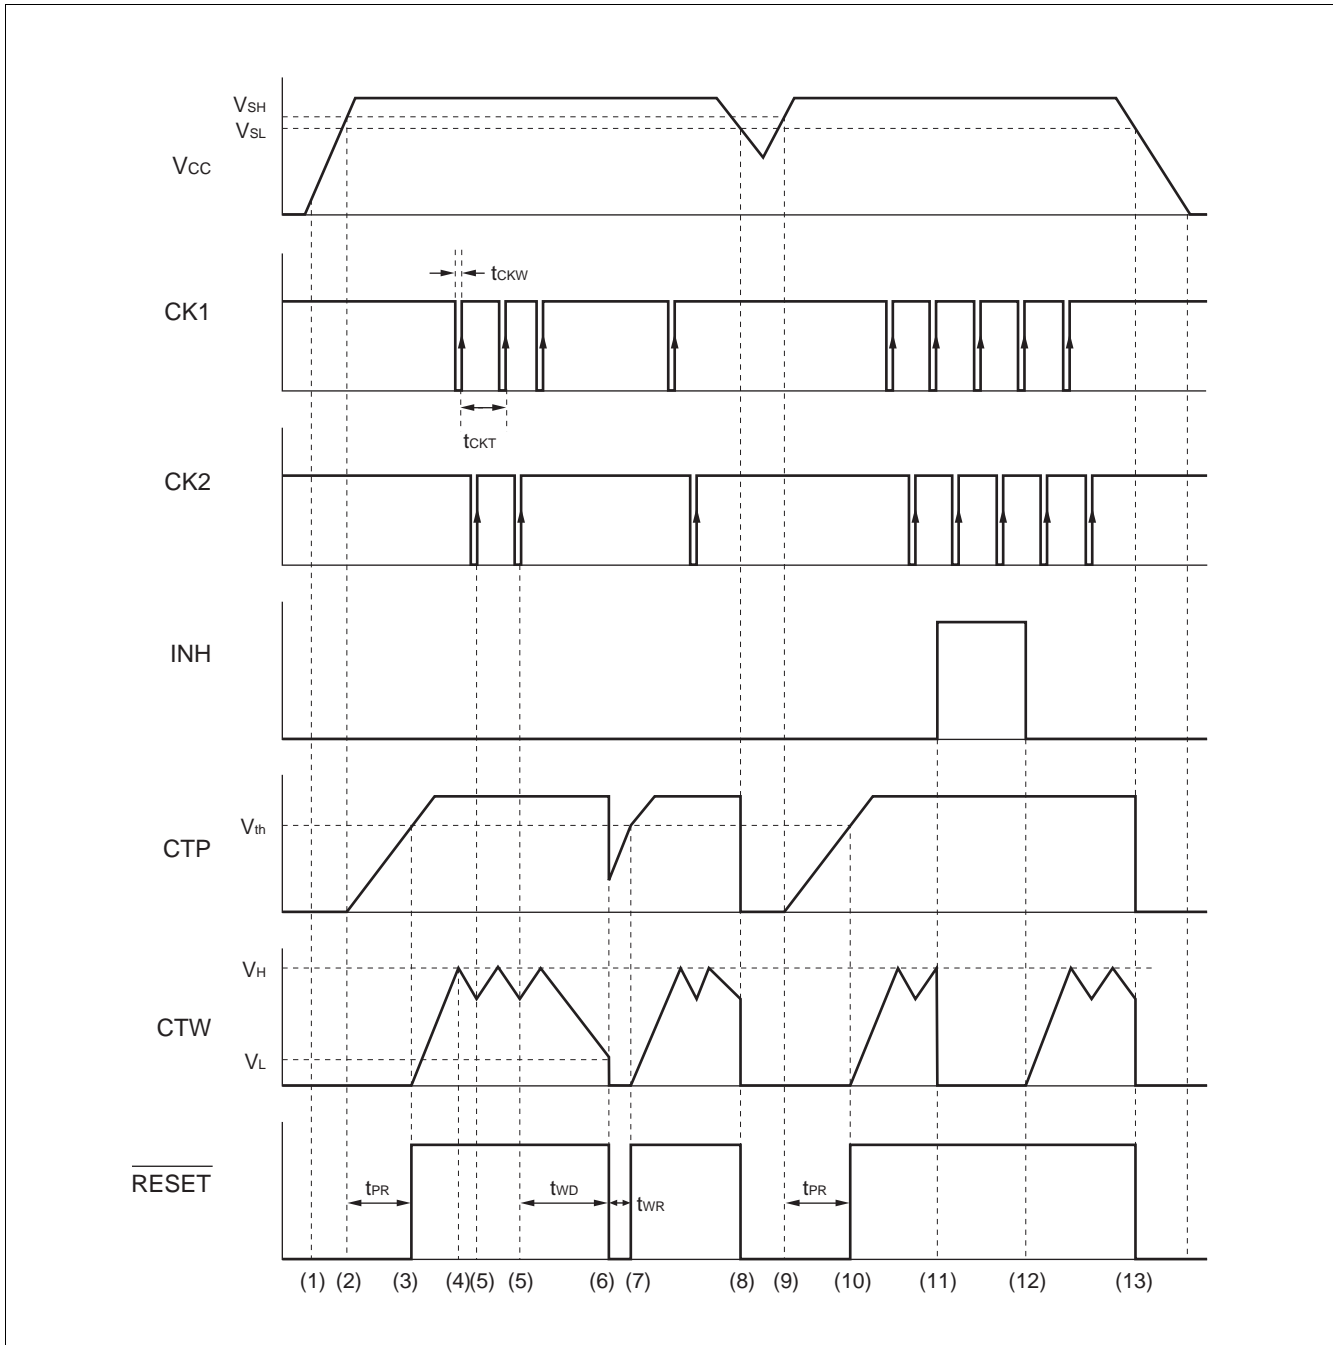 VSH
VSL
VCC
tCKW
CK1
tCKT
CK2
INH
Vth
CTP
VH
CTW
VL
RESET
tPR
tWD
tWR
tPR
(1) (2) (3) (4) (5) (5) (6) (7) (8) (9) (10) (11) (12) (13)